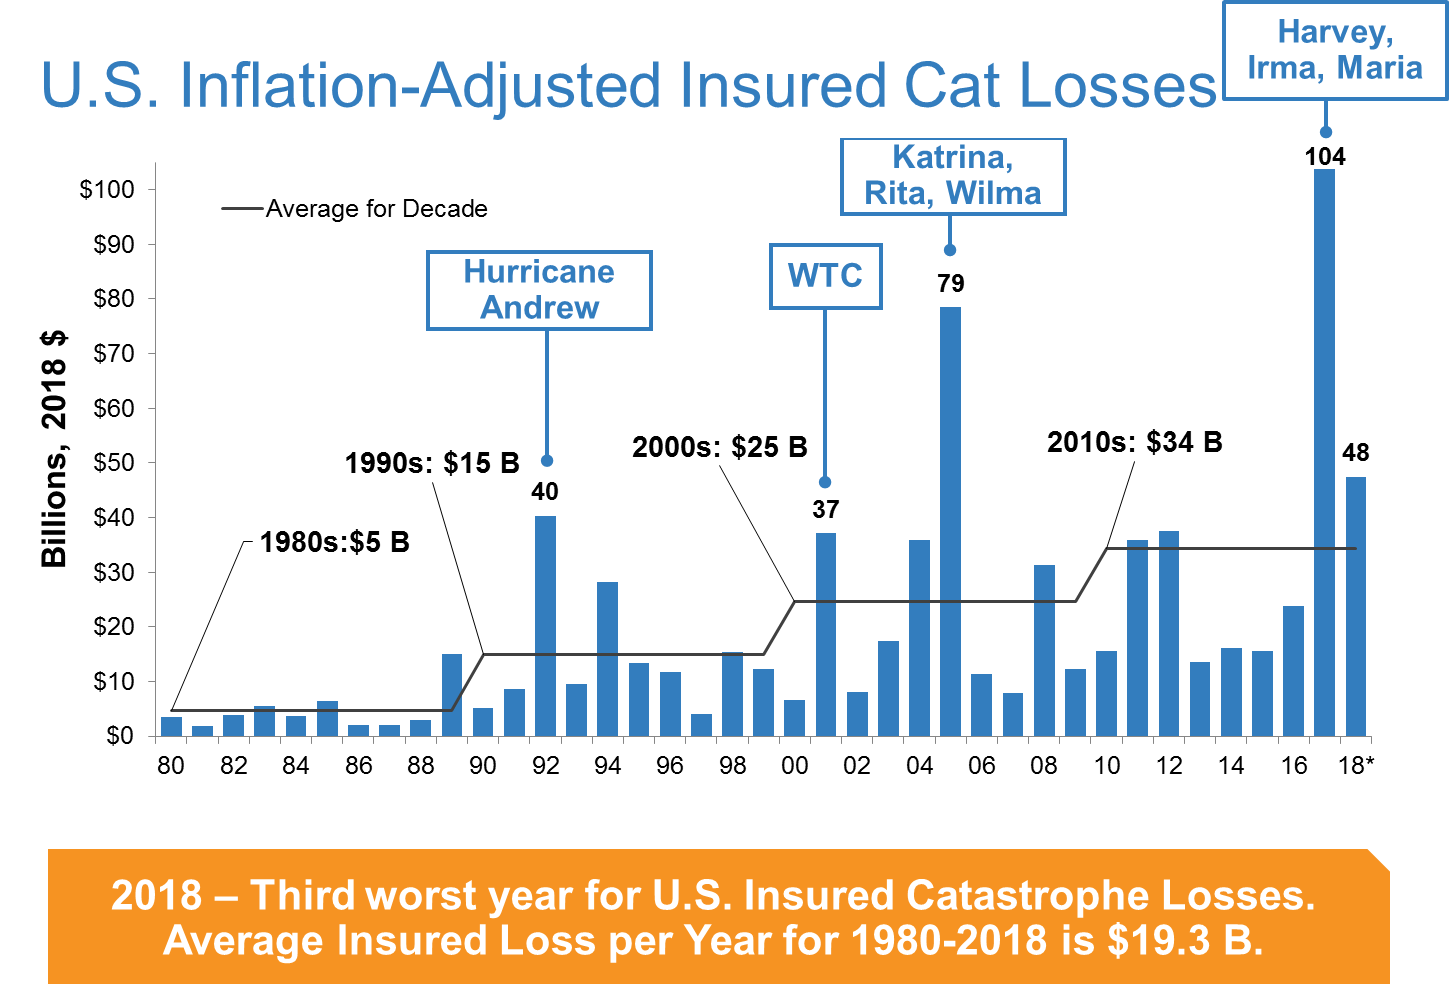 Harvey,
Irma, Maria
U.S. Inflation-Adjusted Insured Cat Losses
Katrina,
Rita, Wilma
104
$100
Average for Decade
$90
Hurricane
Andrew
WTC
79
$80
$70
$60
Billions, 2018 $
1990s: $15 B
2000s: $25 B
2010s: $34 B
48
$50
40
37
$40
1980s:$5 B
$30
$20
$10
$0
80 82 84 86 88 90 92 94 96 98 00 02 04 06 08 10 12 14 16 18*
2018 – Third worst year for U.S. Insured Catastrophe Losses.
Average Insured Loss per Year for 1980-2018 is $19.3 B.